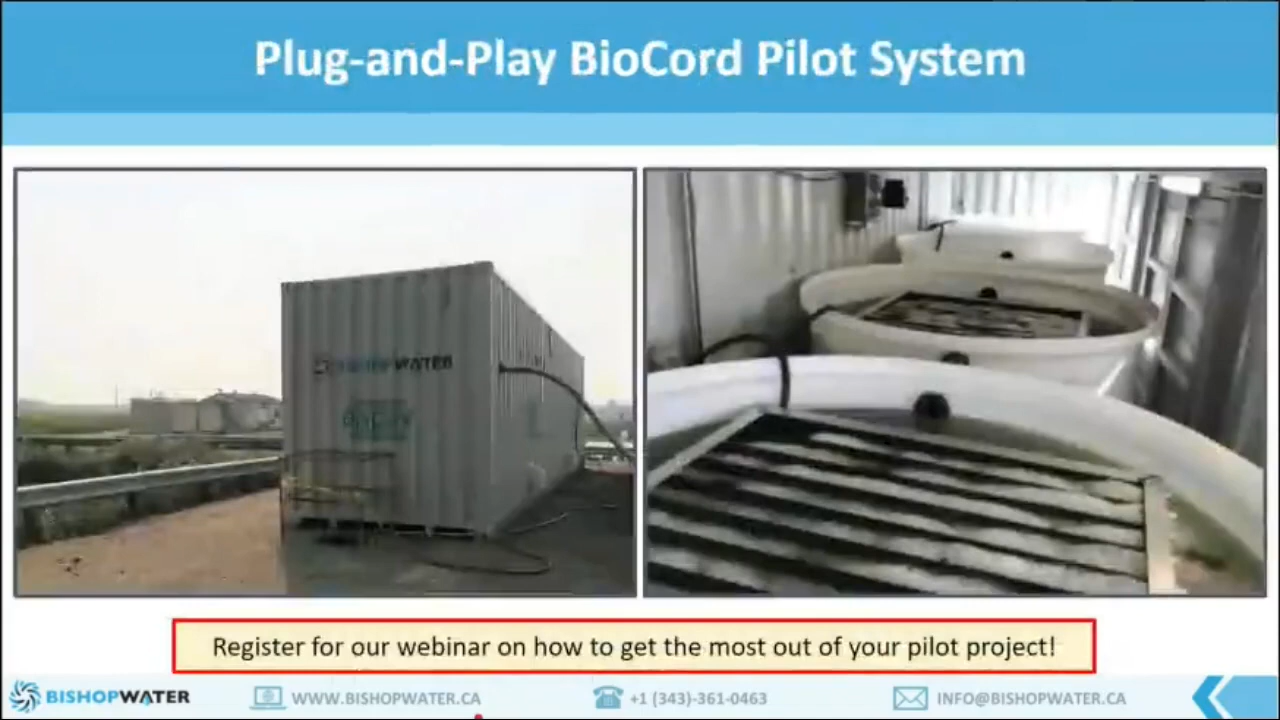 Plug-and-Play BioCord Pilot System
WATER
Register for our webinar on how to get the most out of your pilot project!
BISHOPWATER
WWW.BISHOPWATER.CA
+1 (343)-361-0463
INFO@BISHOPWATER.CA